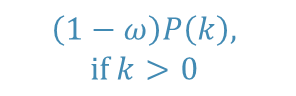 (1 − ω)P(k),
if k > 0